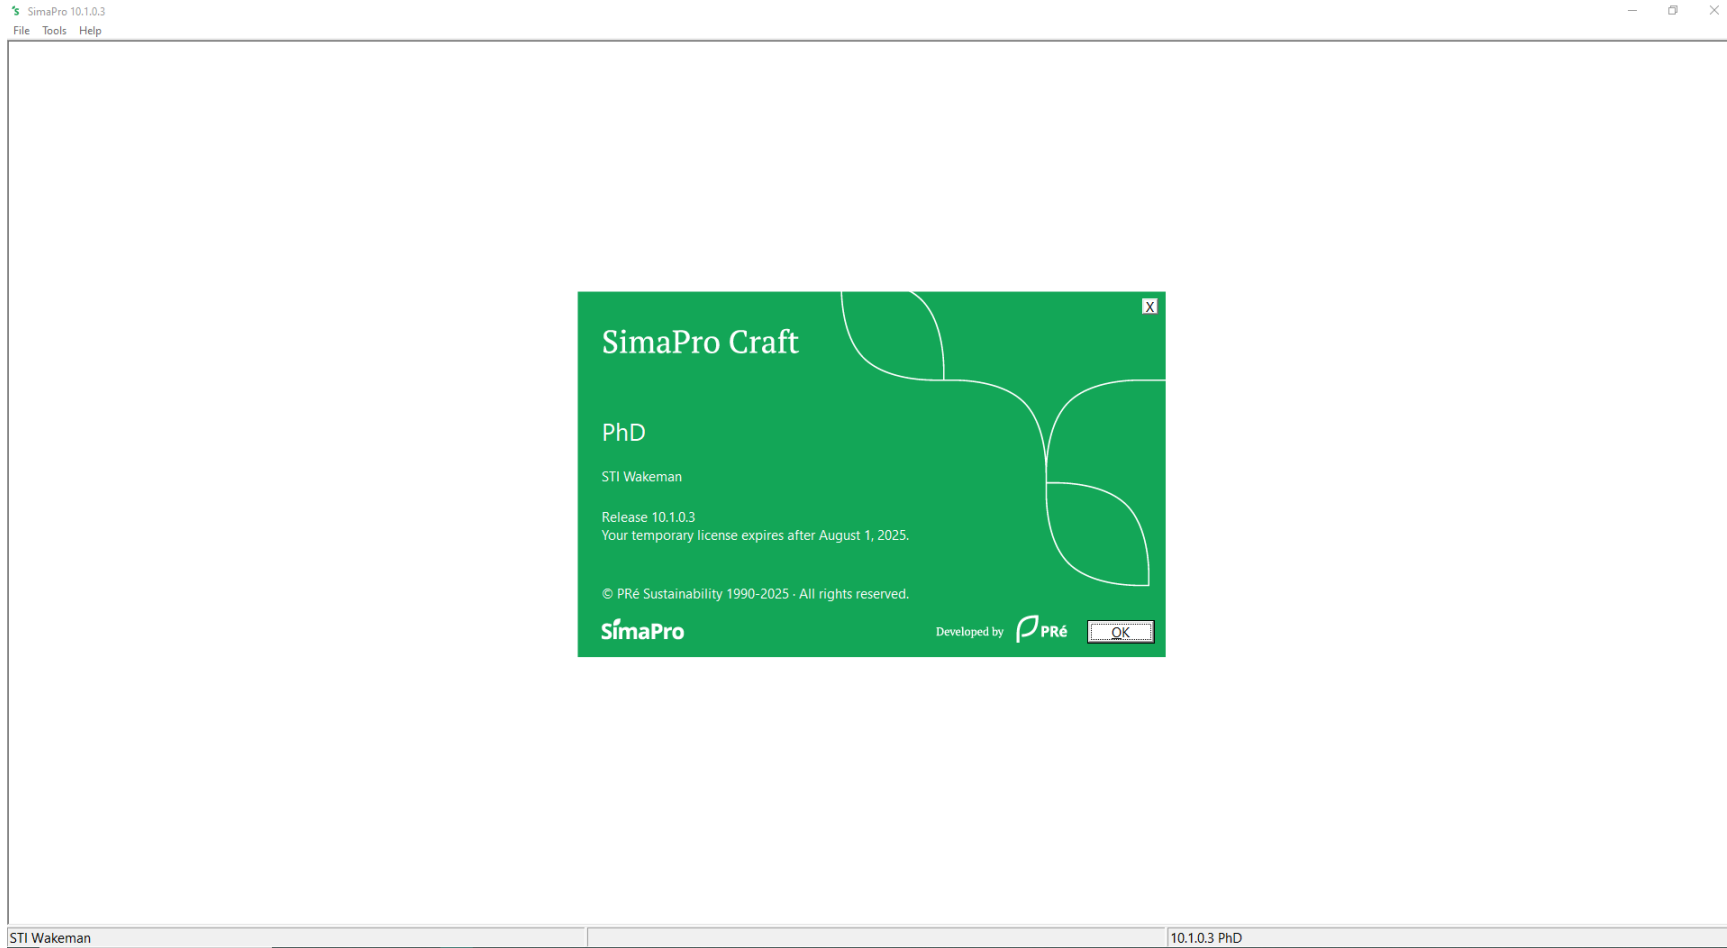 SimaPro 10.1.0.3
File Tools Help
X
SimaPro Craft
PhD
STI Wakeman
Release 10.1.0.3
Your temporary license expires after August 1, 2025.
© PRé Sustainability 1990-2025 - All rights reserved.
SimaPro
Developed by PRé
OK
STI Wakeman
10.1.0.3 PhD